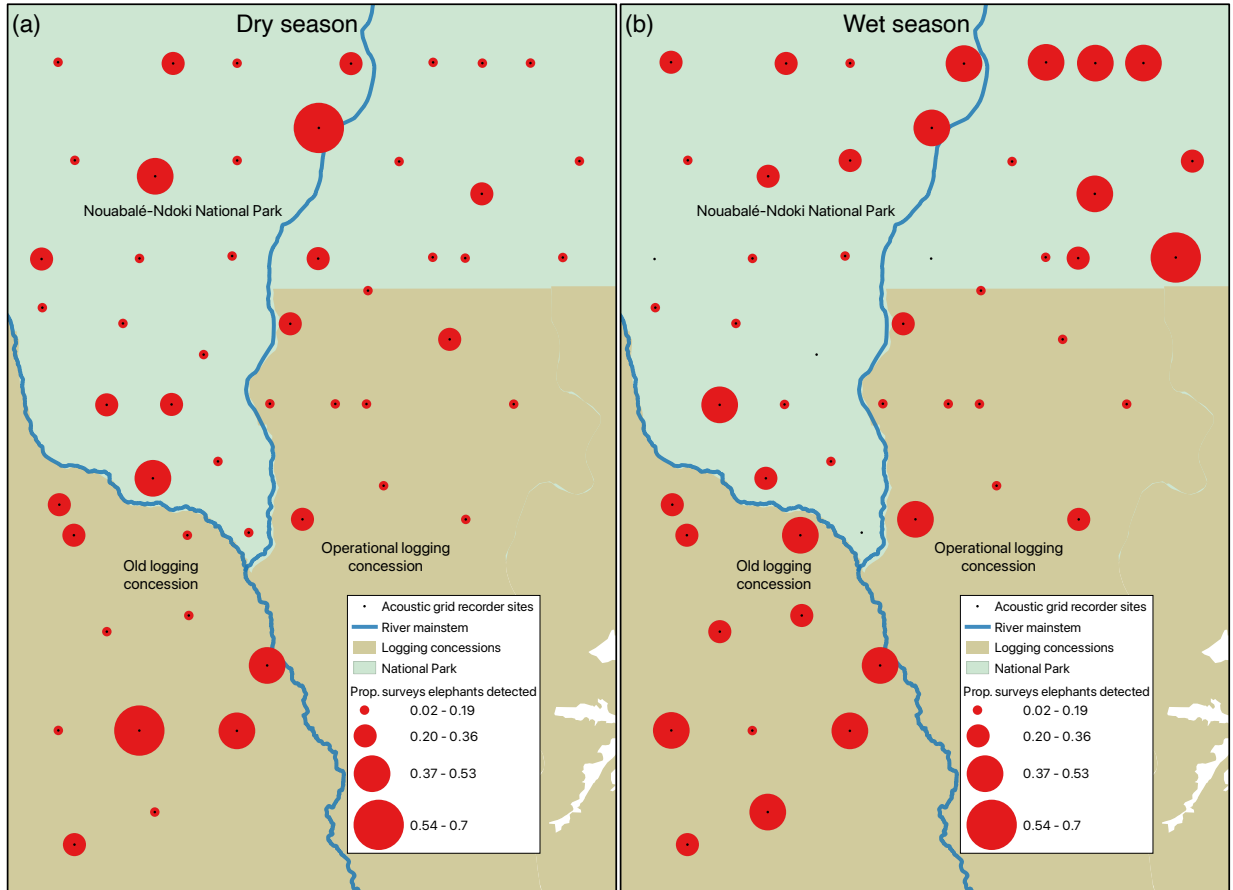 (a) Dry season
Nouabalé-Ndoki National Park
Operational logging
concession
Old logging
concession
Acoustic grid recorder sites
River mainstem
Logging concessions
National Park
Prop. surveys elephants detected
0.02 - 0.19
0.20 - 0.36
0.37 - 0.53
0.54 - 0.7
(b) Wet season
Nouabalé-Ndoki National Park
Operational logging
concession
Old logging
concession
Acoustic grid recorder sites
River mainstem
Logging concessions
National Park
Prop. surveys elephants detected
0.02 - 0.19
0.20 - 0.36
0.37 - 0.53
0.54 - 0.7